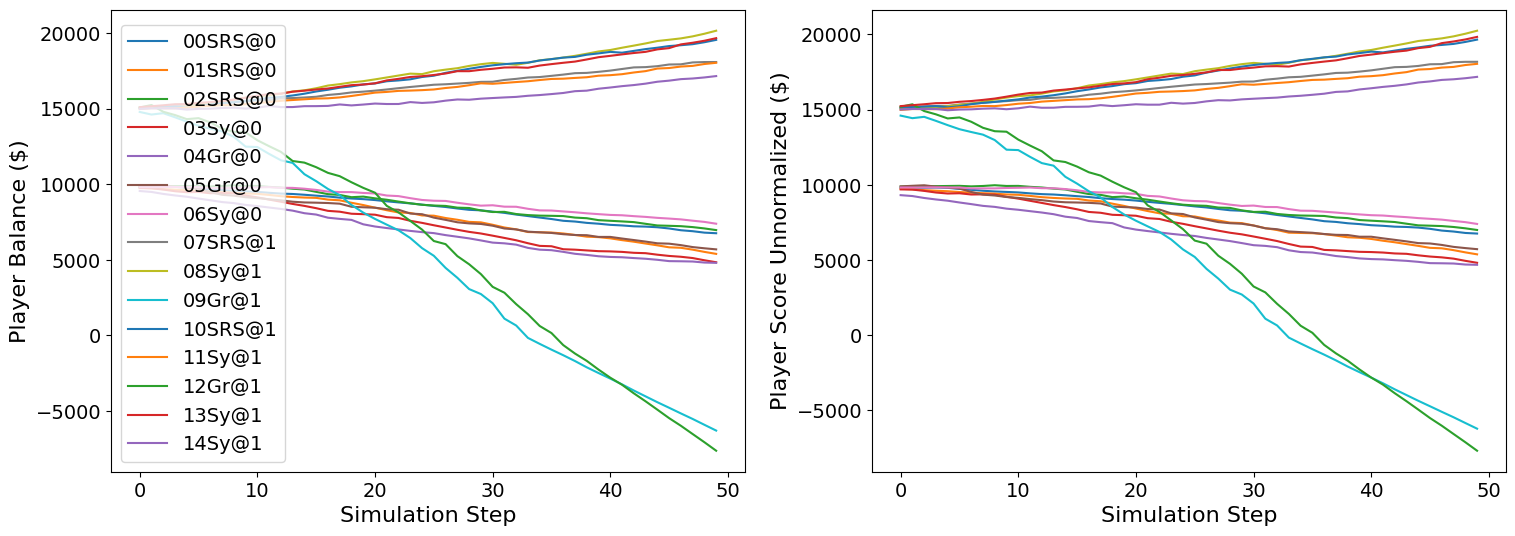 20000
15000
10000
5000
0
−5000
Player Balance ($)
00SRS@0
01SRS@0
02SRS@0
03Sy@0
04Gr@0
05Gr@0
06Sy@0
07SRS@1
08Sy@1
09Gr@1
10SRS@1
11Sy@1
12Gr@1
13Sy@1
14Sy@1
0 10 20 30 40 50
Simulation Step
20000
15000
10000
5000
0
−5000
Player Score Unnormalized ($)
0 10 20 30 40 50
Simulation Step